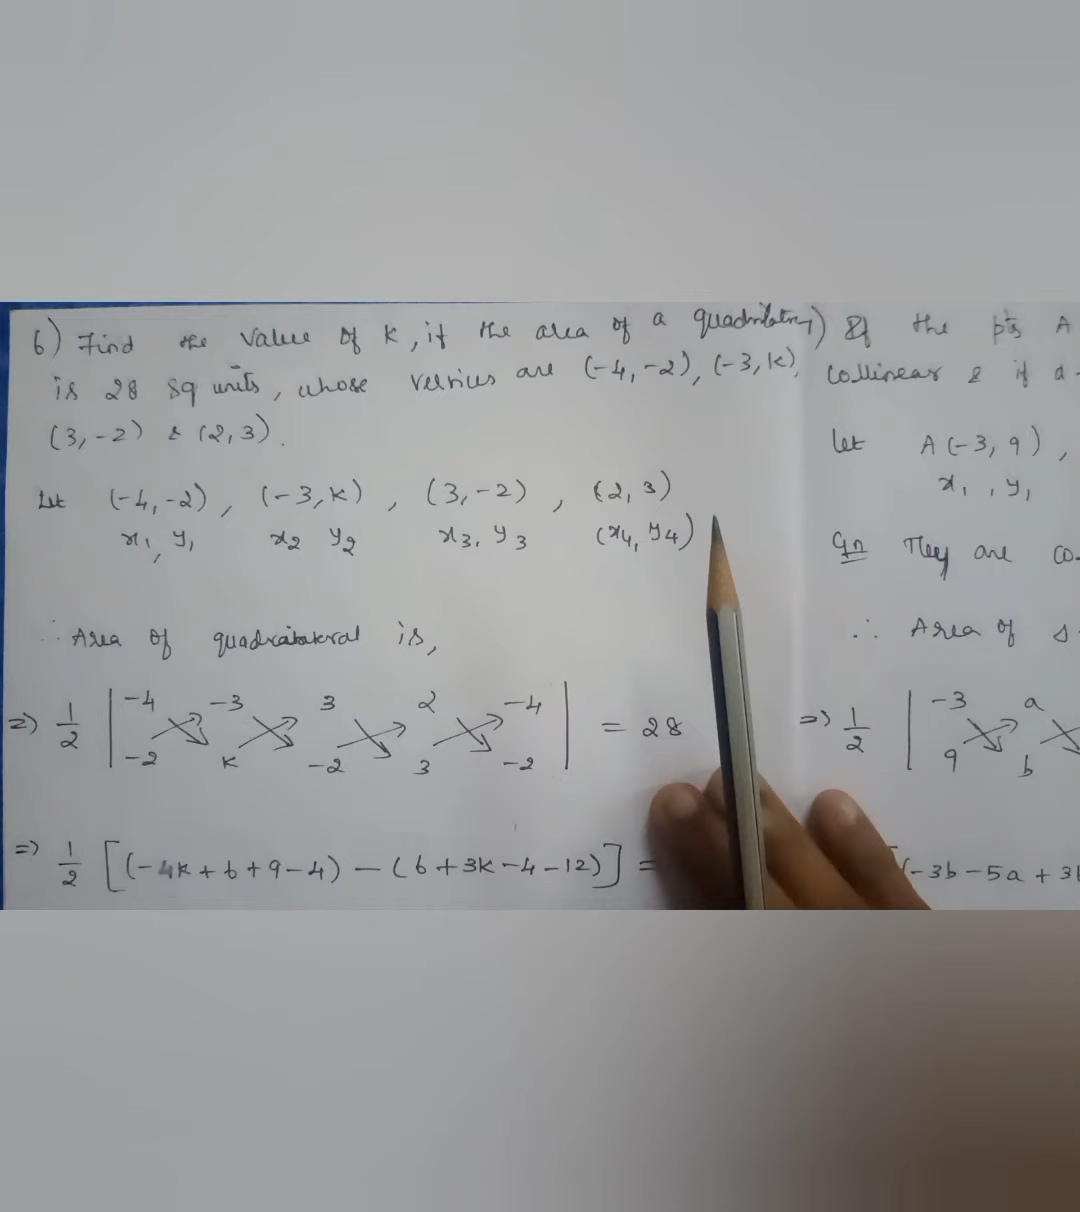 6) Find the Value of K, if the area of a quadrilatr
is 28 sq units, whose vertices are (-4,-2), (-3,k),
(3,-2) & (2,3).
Let (-4,-2), (-3,k), (3,-2), (2,3)
x₁, y₁ x₂ y₂ x₃, y₃ (x₄, y₄)
∴ Area of quadrilateral is,
=> 1/2 | -4 -3 3 2 -4 | = 28
-2 k -2 3 -2
=> 1/2 [(-4k+6+9-4) - (6+3k-4-12)] =
7) If the pts A
collinear & if a-
let A(-3,9),
x₁, y₁
Gn They are co-
∴ Area of Δ
=> 1/2 | -3 a
9 b
(-3b-5a+3b